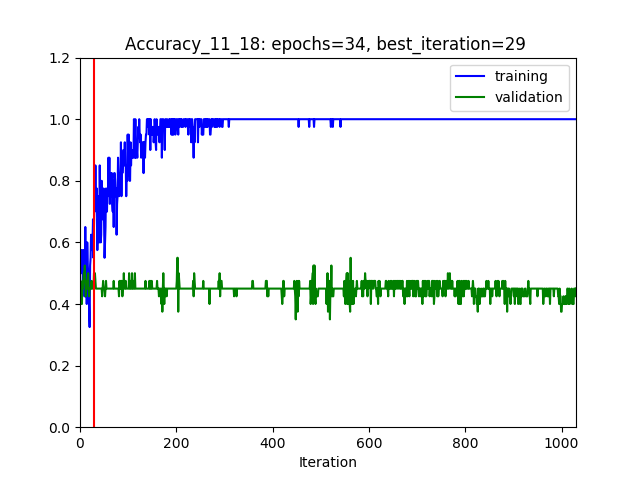 Accuracy_11_18: epochs=34, best_iteration=29
training
validation
1.2
1.0
0.8
0.6
0.4
0.2
0.0
0 200 400 600 800 1000
Iteration